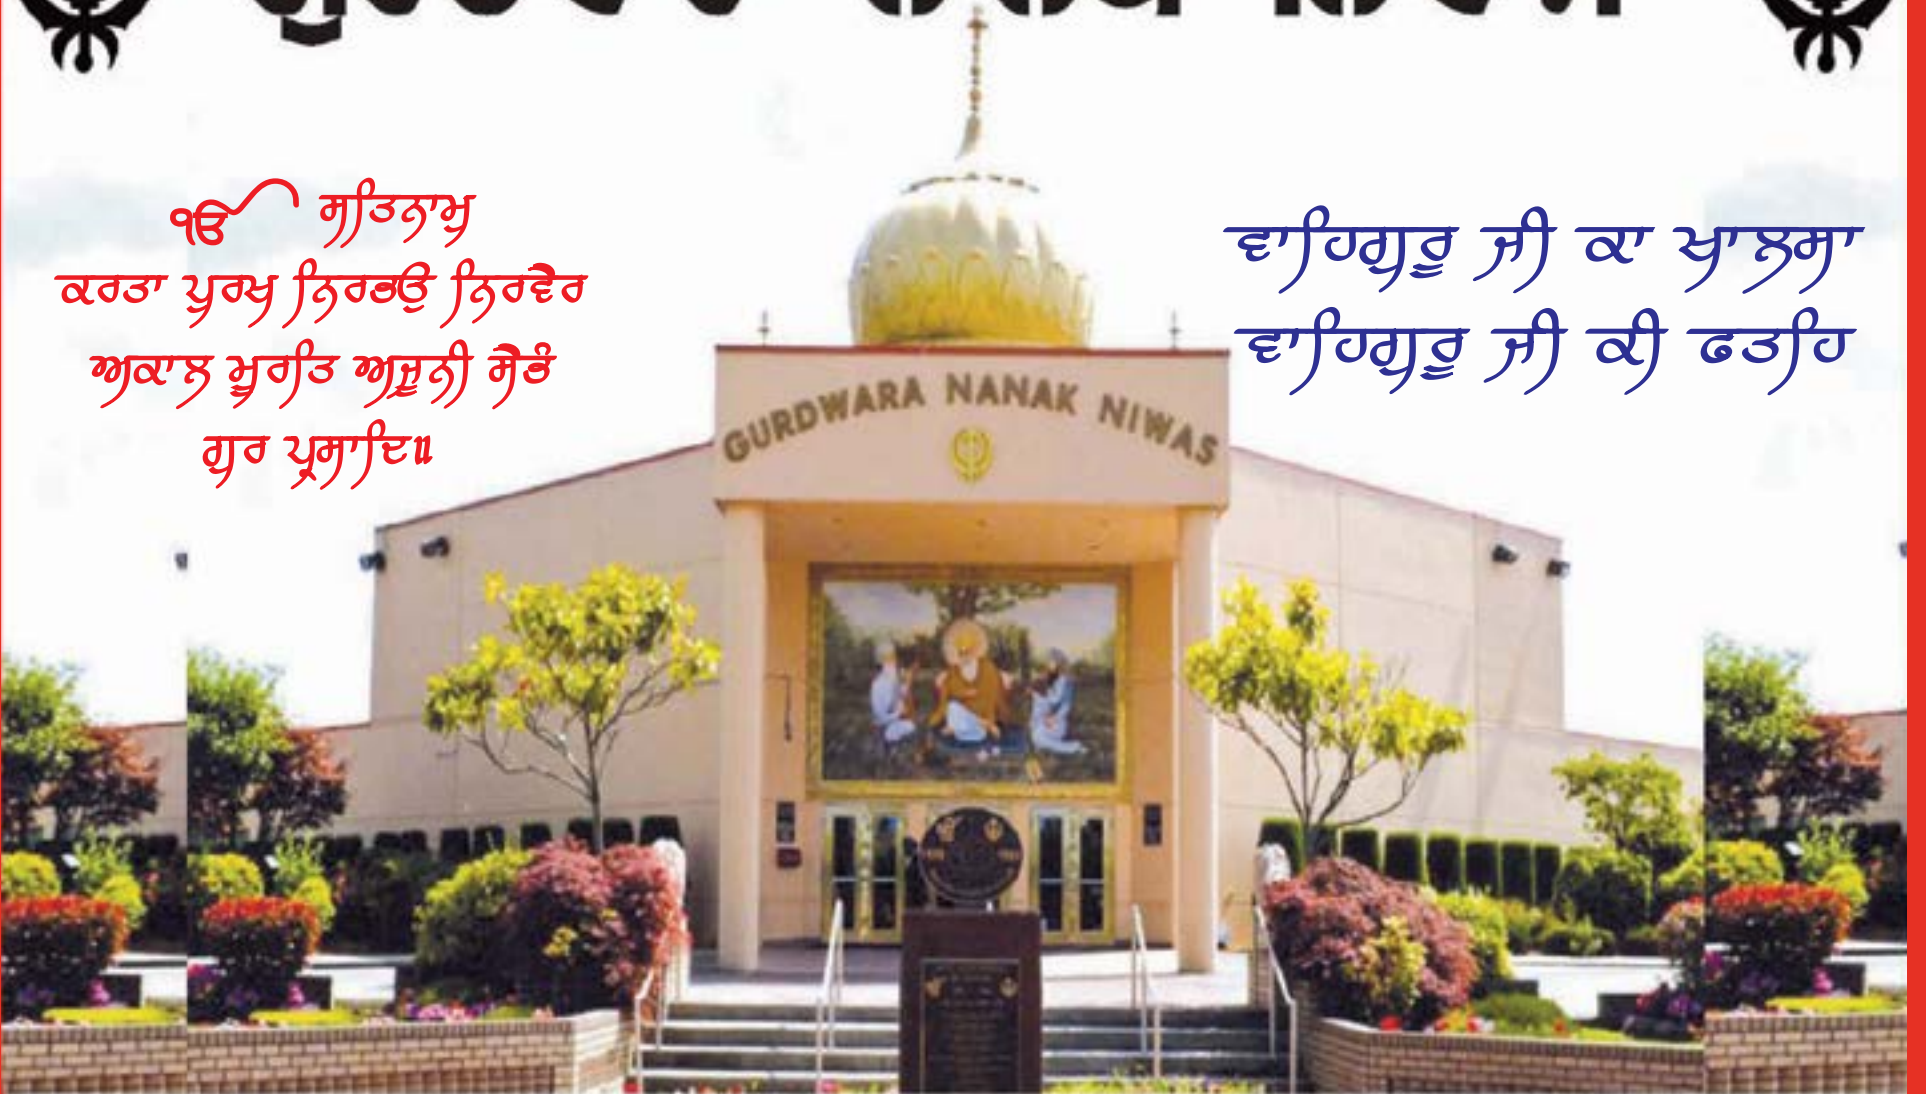 ੴ ਸਤਿਨਾਮੁ
ਕਰਤਾ ਪੁਰਖੁ ਨਿਰਭਉ ਨਿਰਵੈਰ
ਅਕਾਲ ਮੂਰਤਿ ਅਜੂਨੀ ਸੈਭੰ
ਗੁਰ ਪ੍ਰਸਾਦਿ॥
ਵਾਹਿਗੁਰੂ ਜੀ ਕਾ ਖਾਲਸਾ
ਵਾਹਿਗੁਰੂ ਜੀ ਕੀ ਫਤਹਿ
GURDWARA NANAK NIWAS